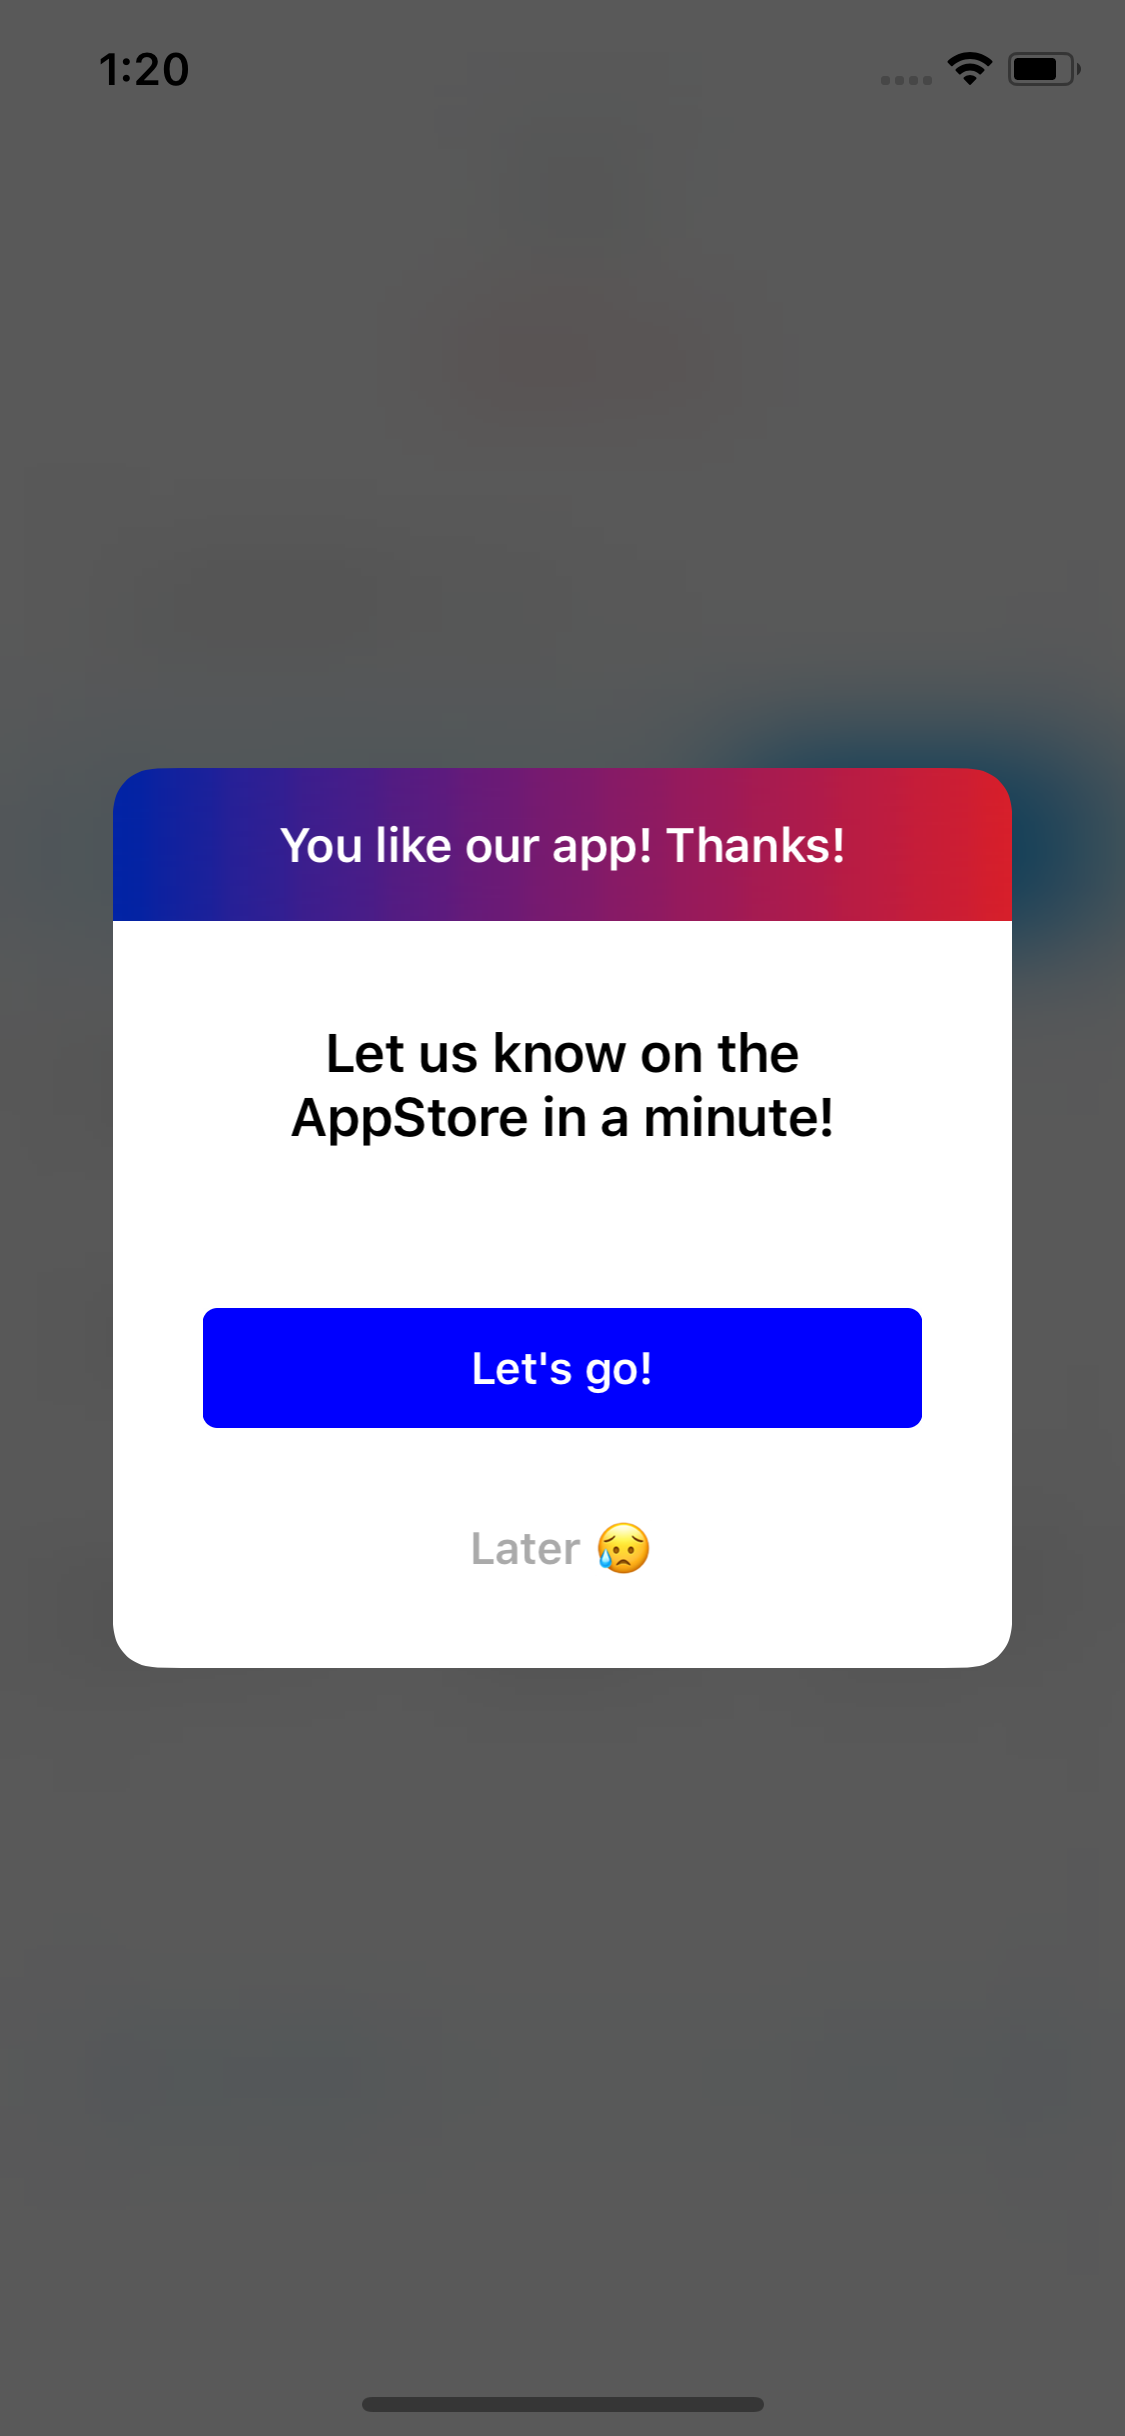 1:20
You like our app! Thanks!
Let us know on the
AppStore in a minute!
Let's go!
Later 😥